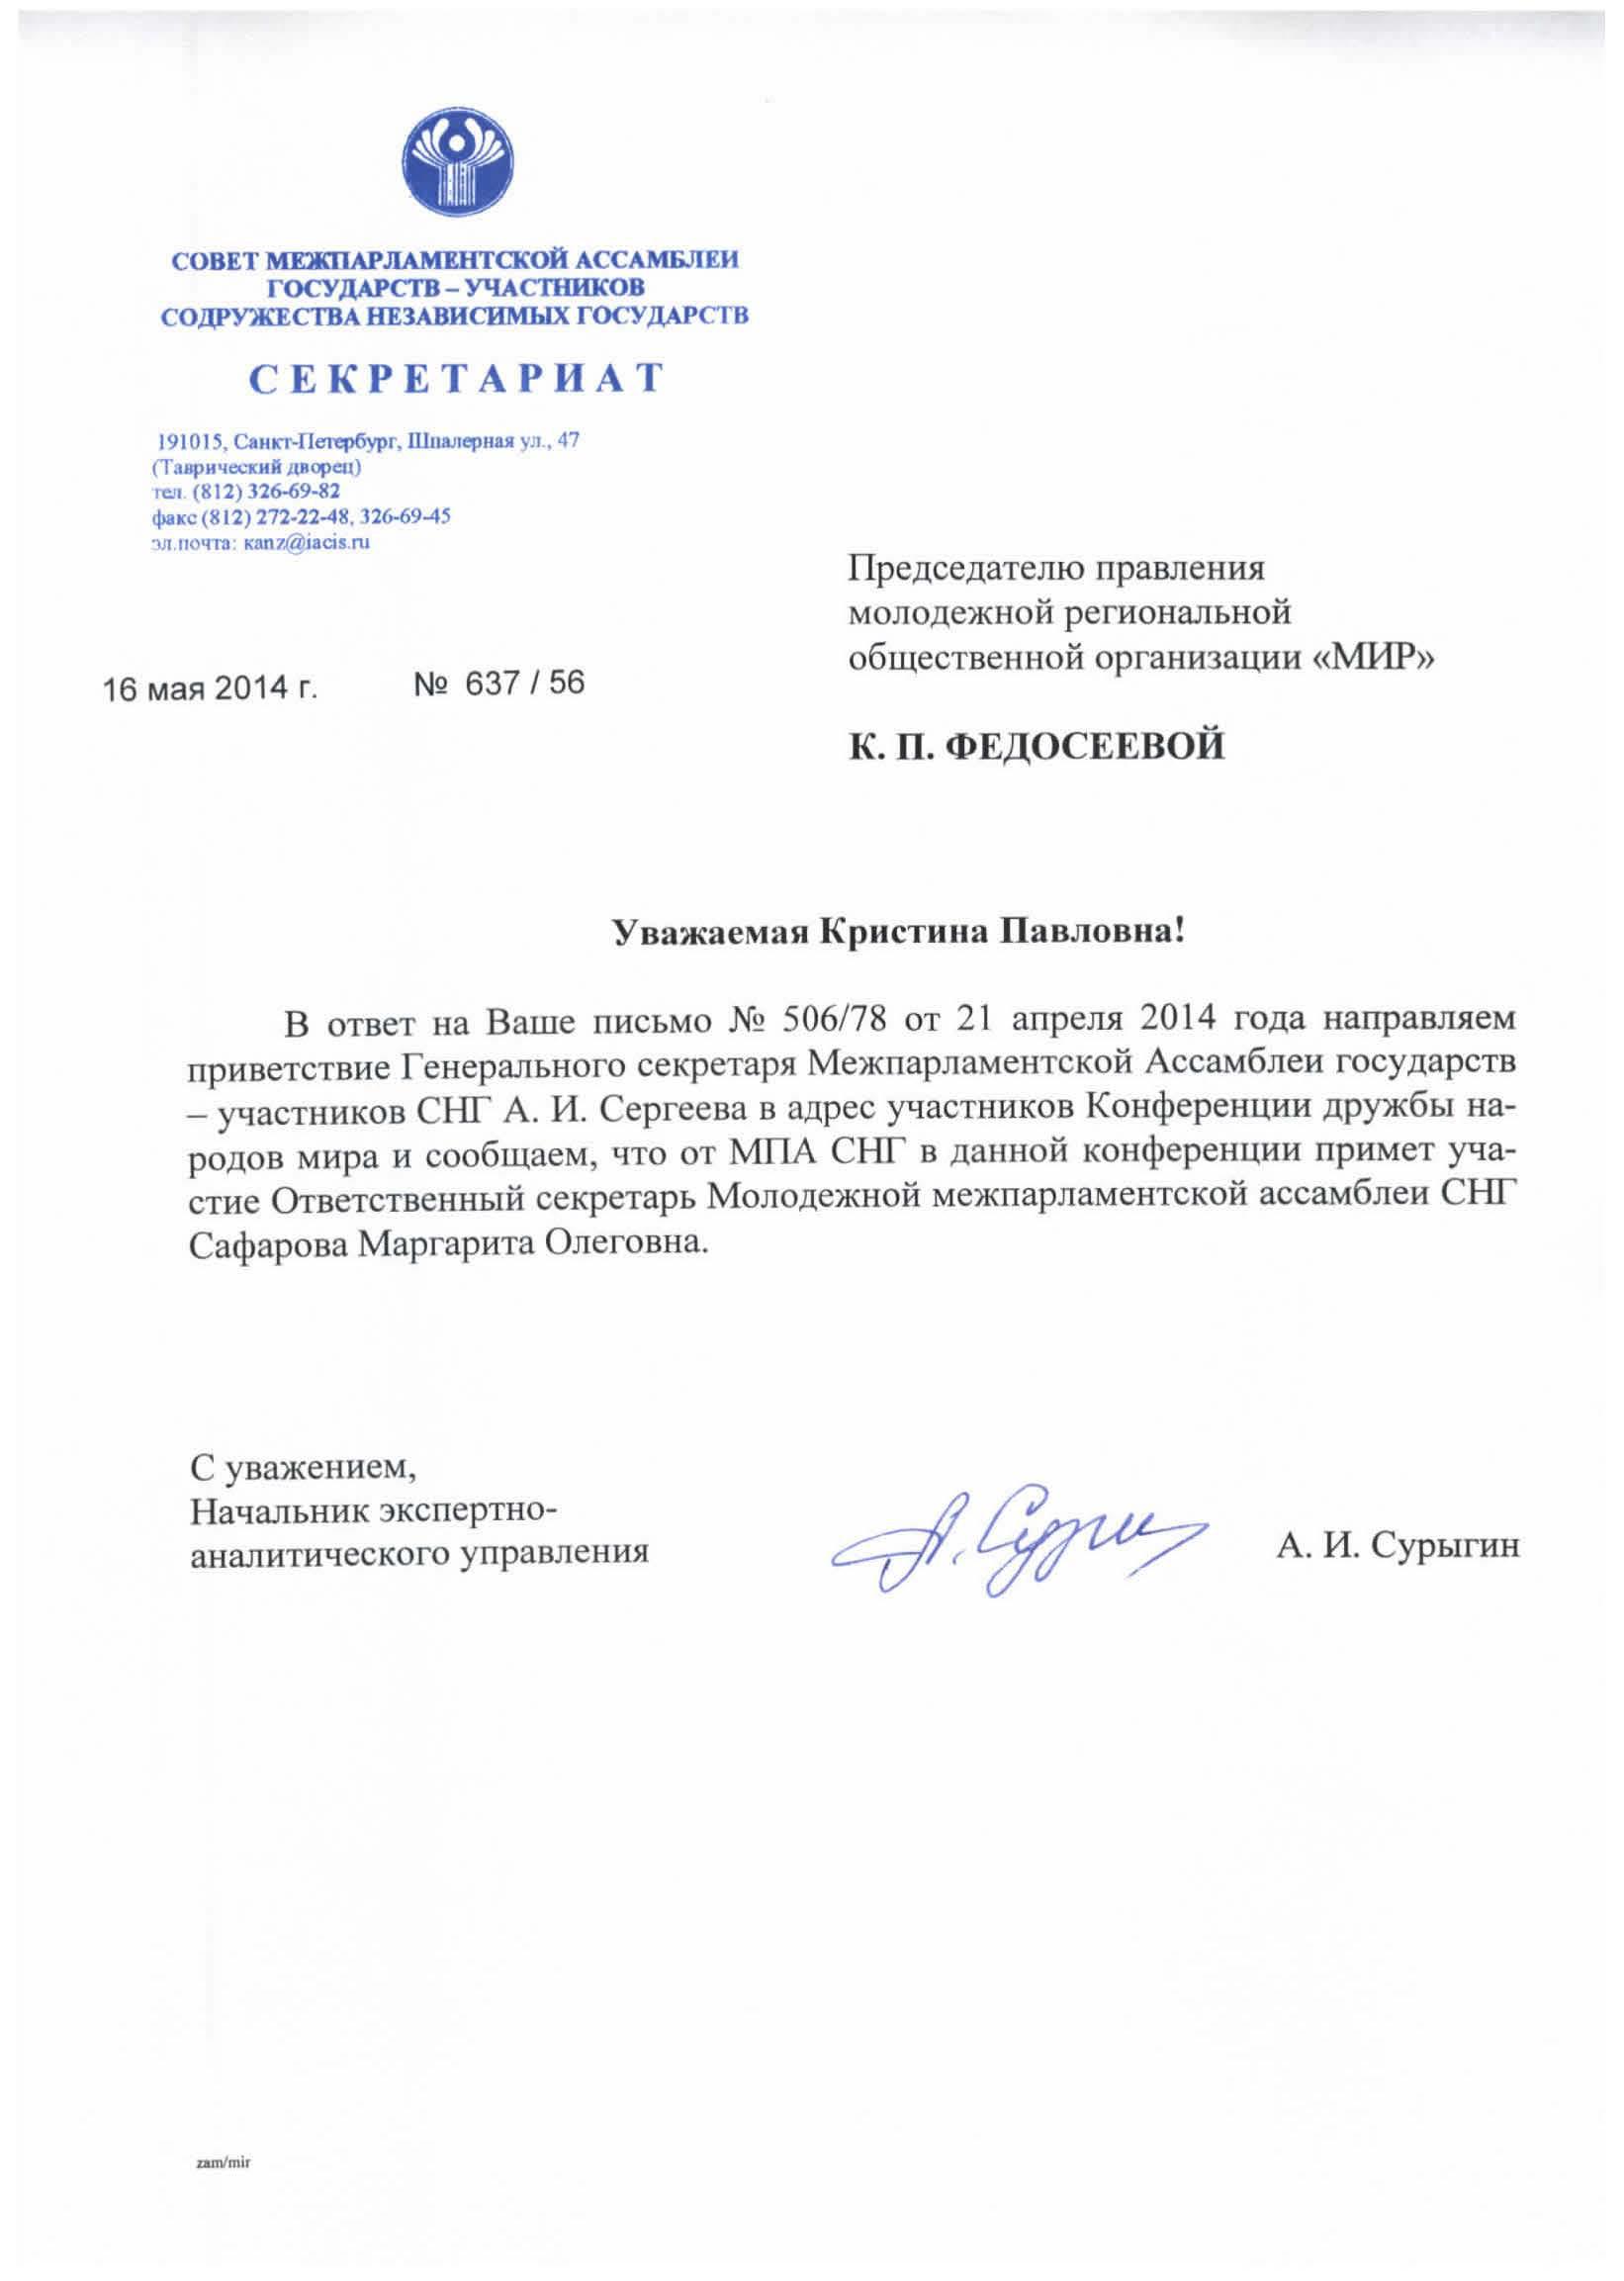 СОВЕТ МЕЖПАРЛАМЕНТСКОЙ АССАМБЛЕИ
ГОСУДАРСТВ – УЧАСТНИКОВ
СОДРУЖЕСТВА НЕЗАВИСИМЫХ ГОСУДАРСТВ
СЕКРЕТАРИАТ
191015, Санкт-Петербург, Шпалерная ул., 47
(Таврический дворец)
тел. (812) 326-69-82
факс (812) 272-22-48, 326-69-45
эл.почта: kanz@iacis.ru
16 мая 2014 г. № 637 / 56
Председателю правления
молодежной региональной
общественной организации «МИР»
К. П. ФЕДОСЕЕВОЙ
Уважаемая Кристина Павловна!
В ответ на Ваше письмо № 506/78 от 21 апреля 2014 года направляем
приветствие Генерального секретаря Межпарламентской Ассамблеи государств
– участников СНГ А. И. Сергеева в адрес участников Конференции дружбы на-
родов мира и сообщаем, что от МПА СНГ в данной конференции примет уча-
стие Ответственный секретарь Молодежной межпарламентской ассамблеи СНГ
Сафарова Маргарита Олеговна.
С уважением,
Начальник экспертно-
аналитического управления
А. И. Сурыгин
zam/mir